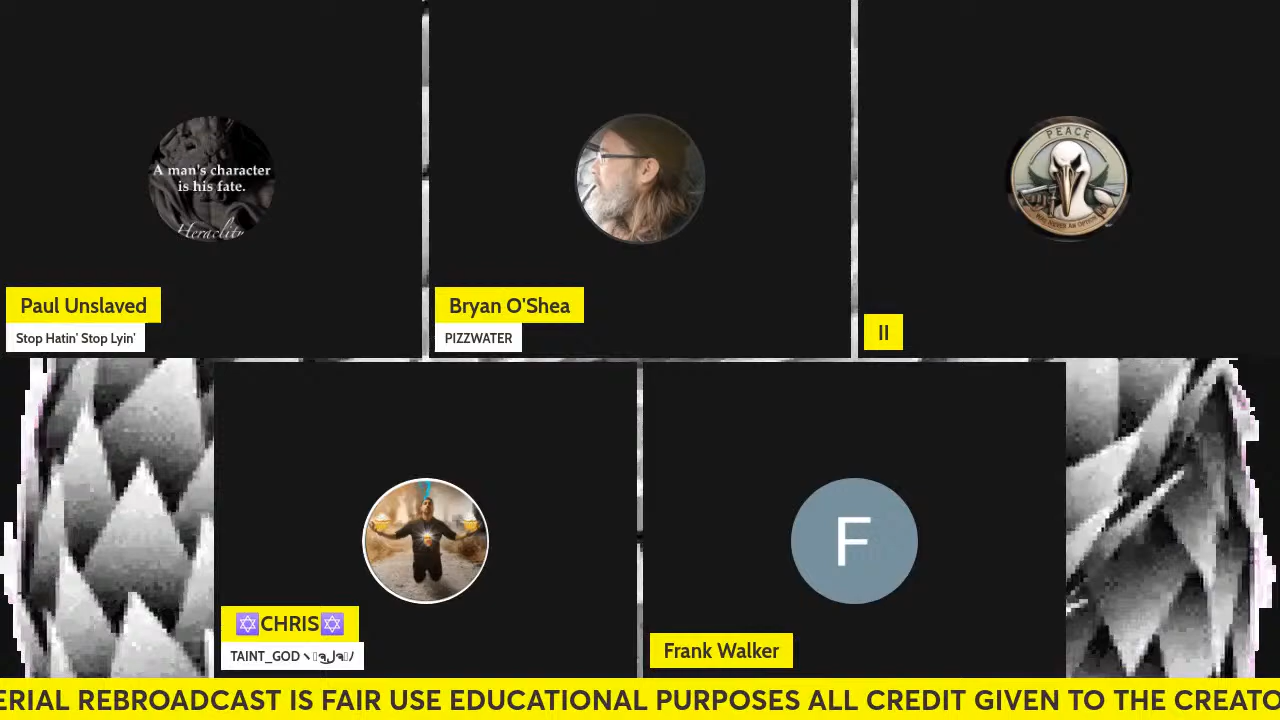 A man's character
is his fate.
PEACE
Paul Unslaved
Stop Hatin' Stop Lyin'
Bryan O'Shea
PIZZWATER
II
F
✡CHRIS✡
TAINT_GOD
Frank Walker
ERIAL REBROADCAST IS FAIR USE EDUCATIONAL PURPOSES ALL CREDIT GIVEN TO THE CREATO